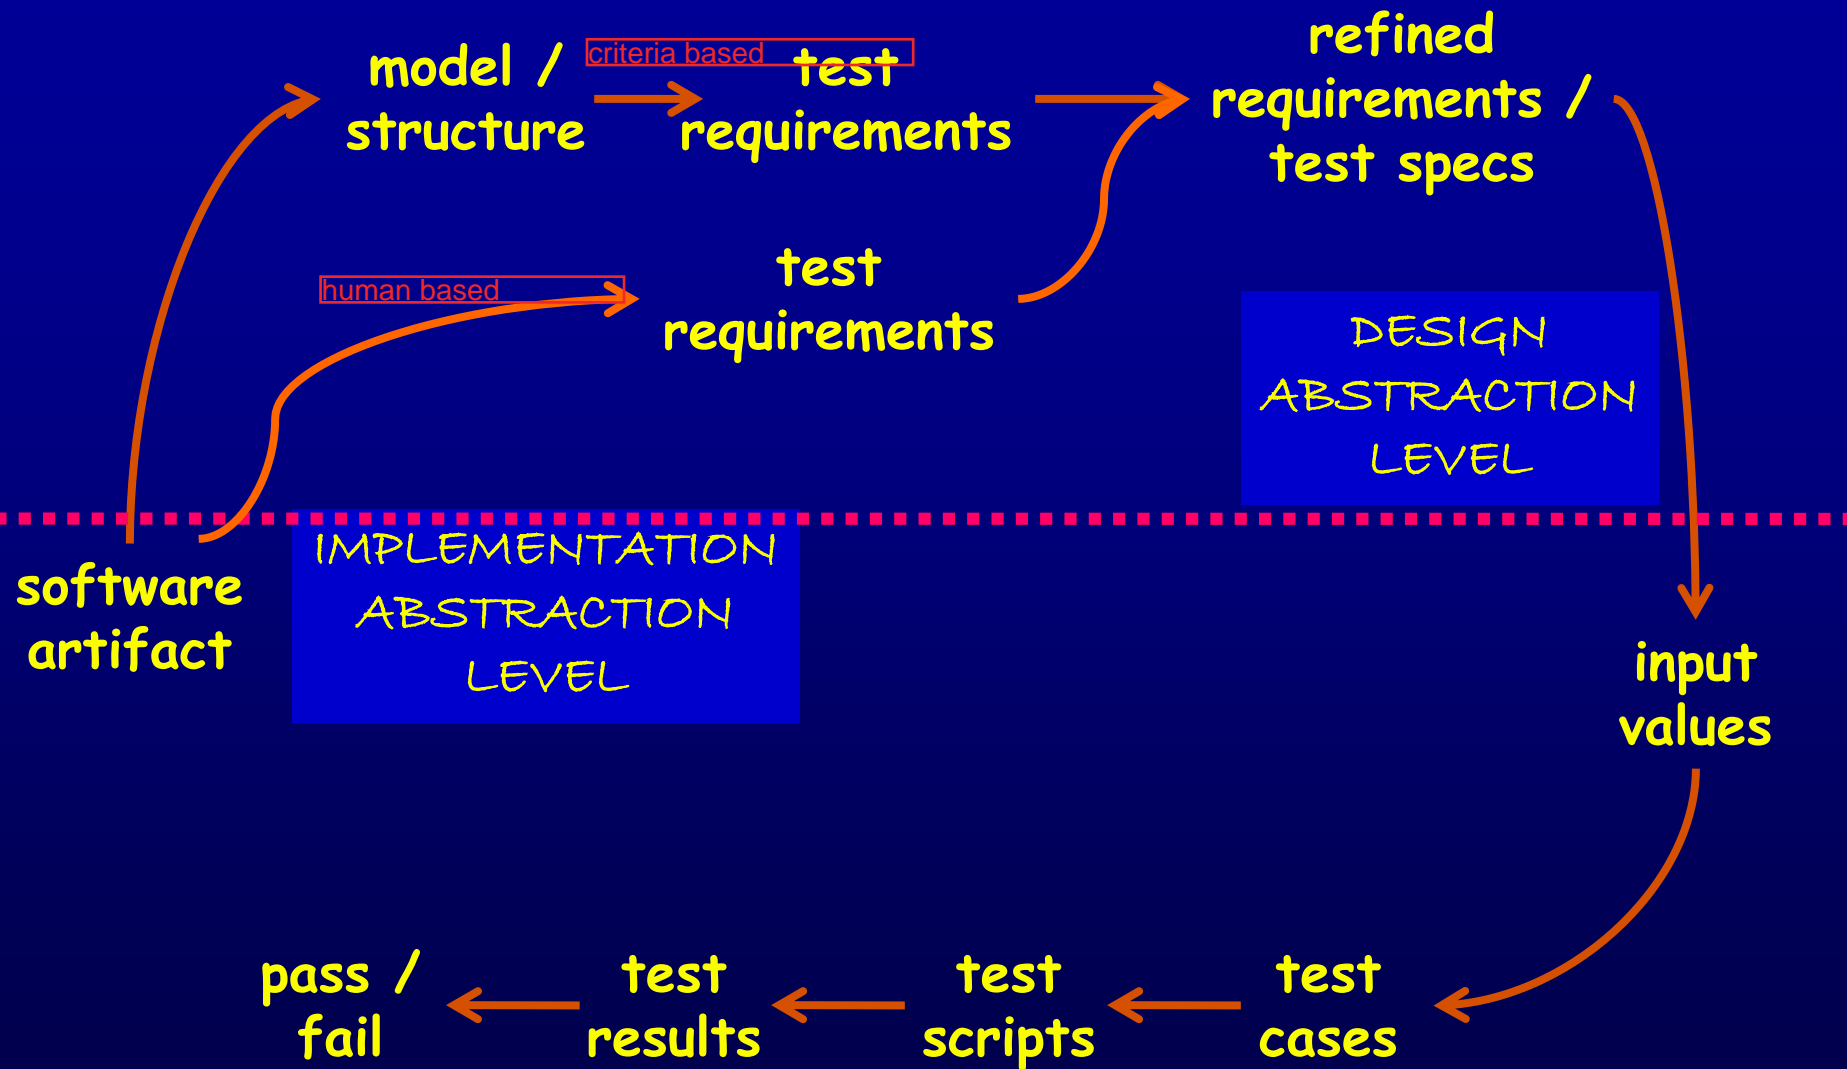 model /
structure
criteria based
test
requirements
refined
requirements /
test specs
human based
test
requirements
DESIGN
ABSTRACTION
LEVEL
IMPLEMENTATION
ABSTRACTION
LEVEL
software
artifact
input
values
pass /
fail
test
results
test
scripts
test
cases